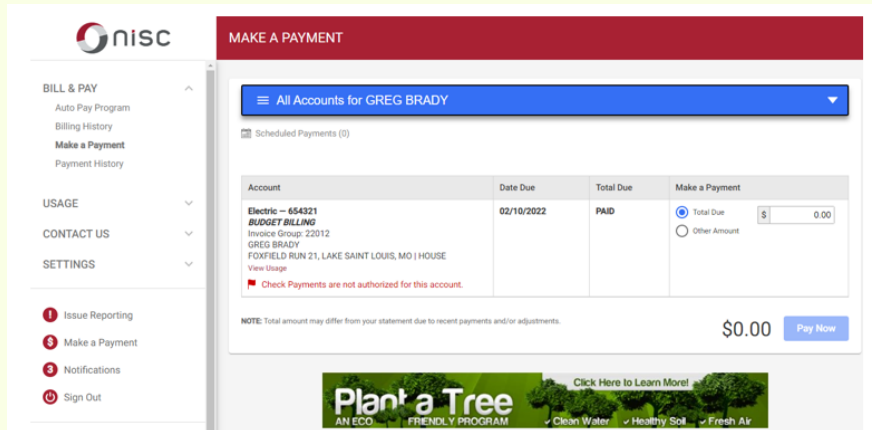 nisc
MAKE A PAYMENT
BILL & PAY
Auto Pay Program
Billing History
Make a Payment
Payment History
USAGE
CONTACT US
SETTINGS
Issue Reporting
$ Make a Payment
3 Notifications
Sign Out
All Accounts for GREG BRADY
Scheduled Payments (0)
Account Date Due Total Due Make a Payment
Electric — 654321 02/10/2022 PAID Total Due $ 0.00
BUDGET BILLING
Invoice Group: 22012 Other Amount
GREG BRADY
FOXFIELD RUN 21, LAKE SAINT LOUIS, MO | HOUSE
View Usage
Check Payments are not authorized for this account.
NOTE: Total amount may differ from your statement due to recent payments and/or adjustments.
$0.00 Pay Now
Plant a Tree
AN ECO FRIENDLY PROGRAM
Click Here to Learn More!
✓ Clean Water ✓ Healthy Soil ✓ Fresh Air